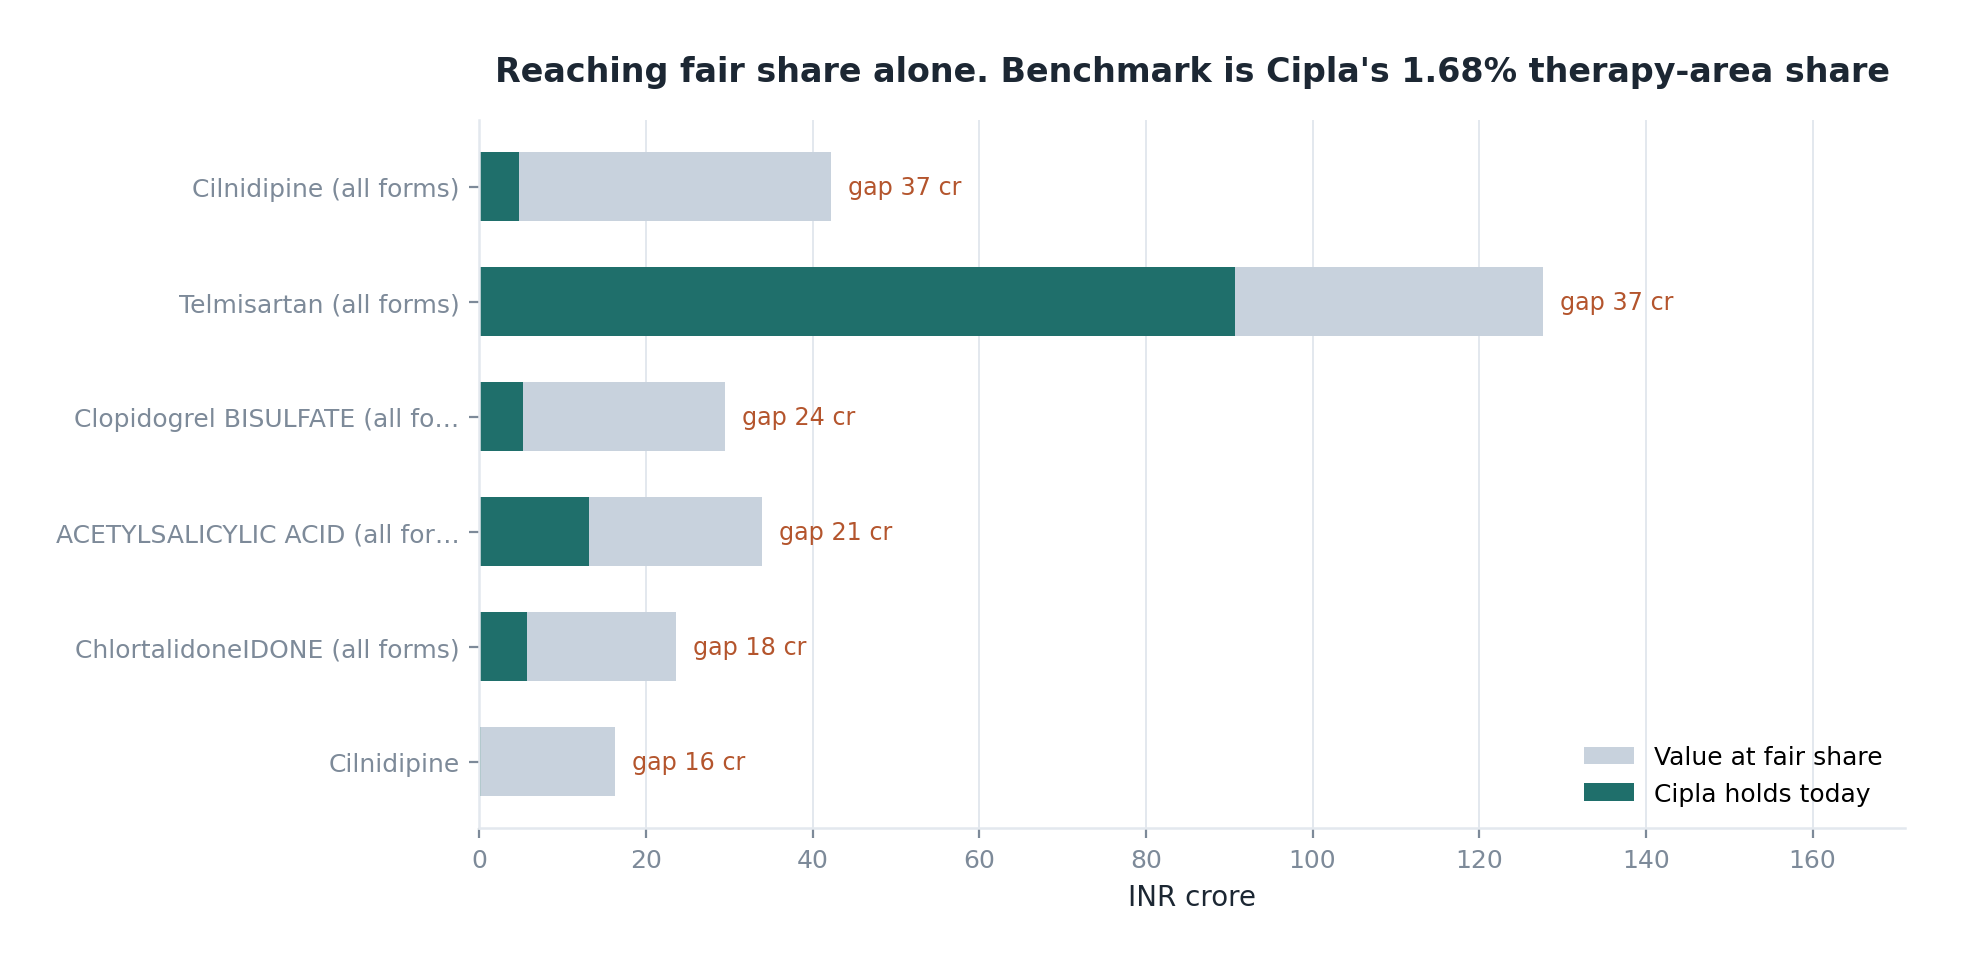 Reaching fair share alone. Benchmark is Cipla's 1.68% therapy-area share
Cilnidipine (all forms)
gap 37 cr
Telmisartan (all forms)
gap 37 cr
Clopidogrel BISULFATE (all fo...
gap 24 cr
ACETYLSALICYLIC ACID (all for...
gap 21 cr
ChlortalidoneIDONE (all forms)
gap 18 cr
Cilnidipine
gap 16 cr
Value at fair share
Cipla holds today
0 20 40 60 80 100 120 140 160
INR crore